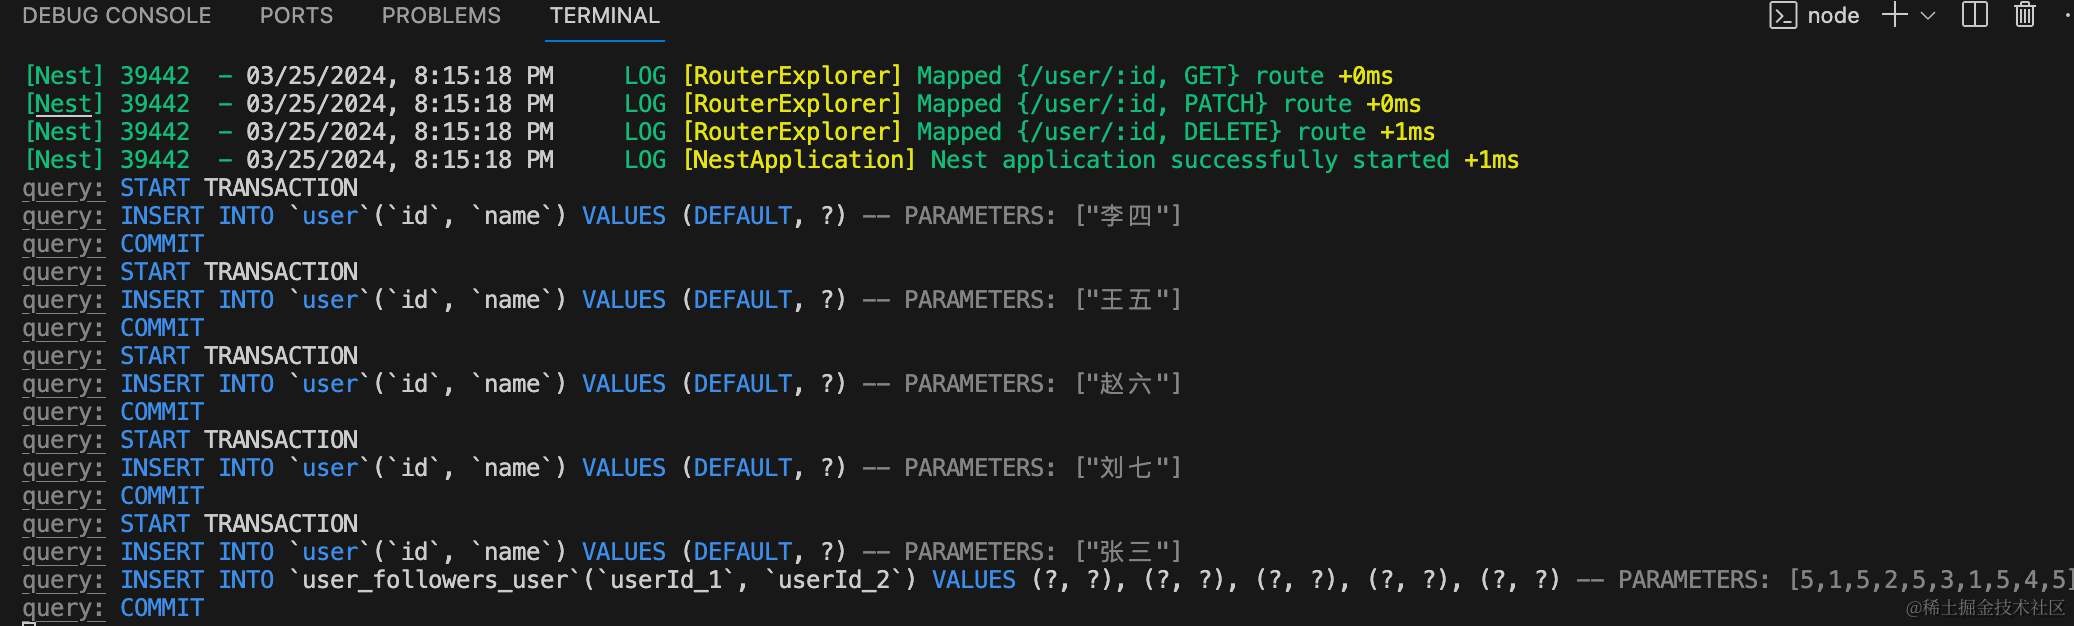 DEBUG CONSOLE PORTS PROBLEMS TERMINAL node
[Nest] 39442  - 03/25/2024, 8:15:18 PM     LOG [RouterExplorer] Mapped {/user/:id, GET} route +0ms
[Nest] 39442  - 03/25/2024, 8:15:18 PM     LOG [RouterExplorer] Mapped {/user/:id, PATCH} route +0ms
[Nest] 39442  - 03/25/2024, 8:15:18 PM     LOG [RouterExplorer] Mapped {/user/:id, DELETE} route +1ms
[Nest] 39442  - 03/25/2024, 8:15:18 PM     LOG [NestApplication] Nest application successfully started +1ms
query: START TRANSACTION
query: INSERT INTO `user`(`id`, `name`) VALUES (DEFAULT, ?) -- PARAMETERS: ["李四"]
query: COMMIT
query: START TRANSACTION
query: INSERT INTO `user`(`id`, `name`) VALUES (DEFAULT, ?) -- PARAMETERS: ["王五"]
query: COMMIT
query: START TRANSACTION
query: INSERT INTO `user`(`id`, `name`) VALUES (DEFAULT, ?) -- PARAMETERS: ["赵六"]
query: COMMIT
query: START TRANSACTION
query: INSERT INTO `user`(`id`, `name`) VALUES (DEFAULT, ?) -- PARAMETERS: ["刘七"]
query: COMMIT
query: START TRANSACTION
query: INSERT INTO `user`(`id`, `name`) VALUES (DEFAULT, ?) -- PARAMETERS: ["张三"]
query: INSERT INTO `user_followers_user`(`userId_1`, `userId_2`) VALUES (?, ?), (?, ?), (?, ?), (?, ?), (?, ?) -- PARAMETERS: [5,1,5,2,5,3,1,5,4,5]
query: COMMIT
@稀土掘金技术社区